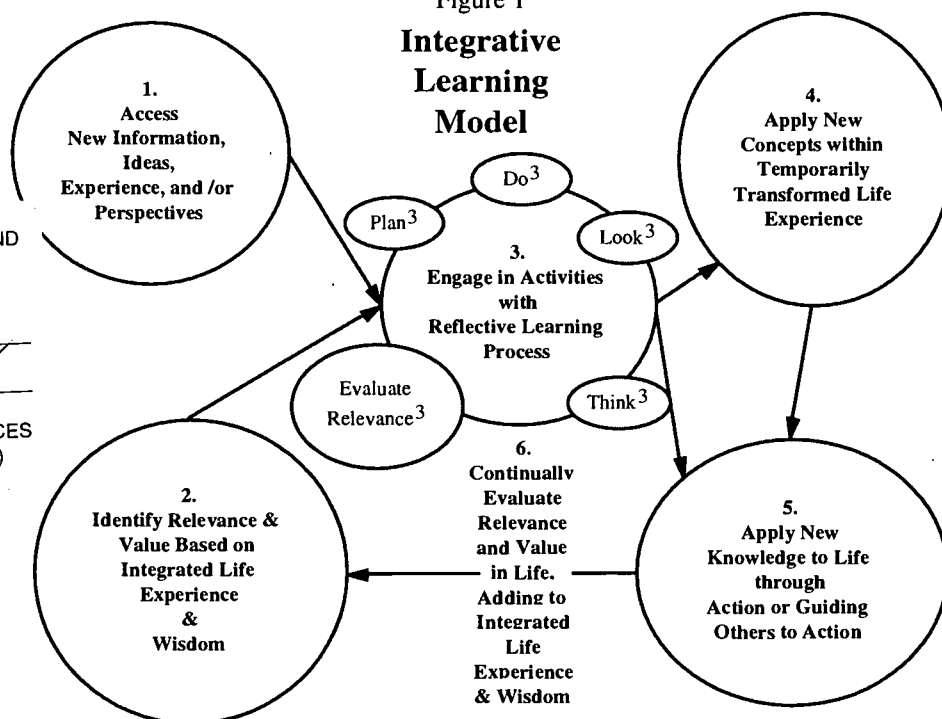 Figure 1
Integrative
Learning
Model
1.
Access
New Information,
Ideas,
Experience, and /or
Perspectives
ND
CES
)
2.
Identify Relevance &
Value Based on
Integrated Life
Experience
&
Wisdom
Plan3
Do3
Look3
Think3
Evaluate
Relevance3
3.
Engage in Activities
with
Reflective Learning
Process
4.
Apply New
Concepts within
Temporarily
Transformed Life
Experience
5.
Apply New
Knowledge to Life
through
Action or Guiding
Others to Action
6.
Continually
Evaluate
Relevance
and Value
in Life.
Adding to
Integrated
Life
Experience
& Wisdom